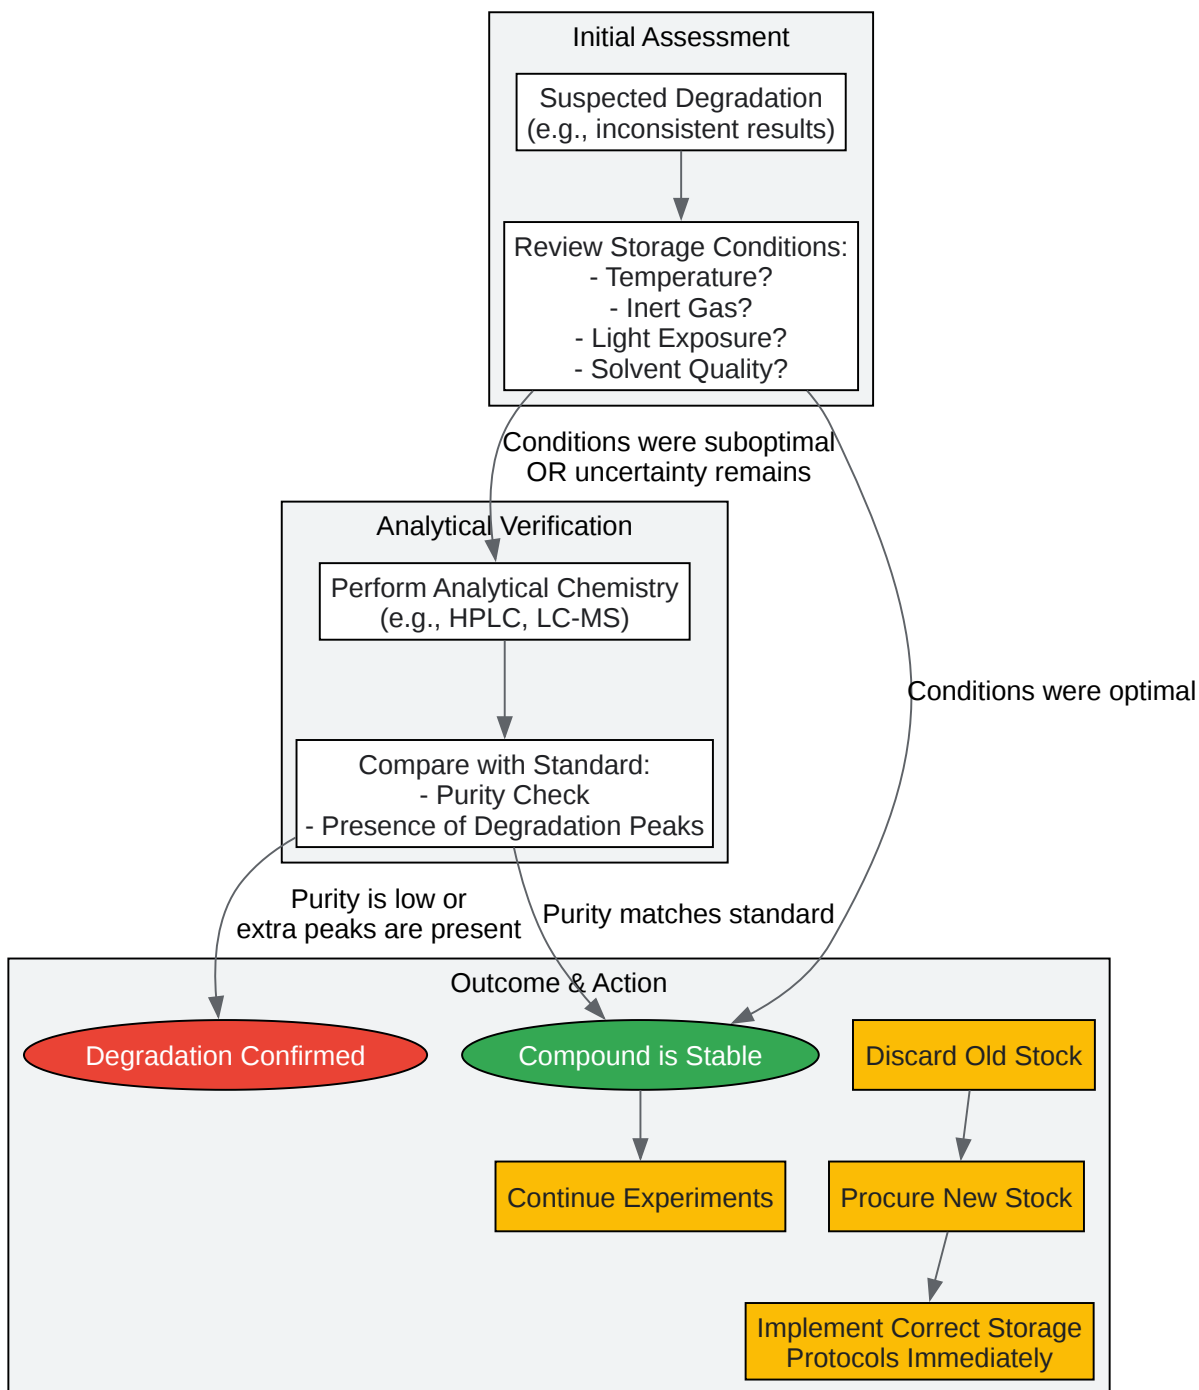 Initial Assessment
Suspected Degradation
(e.g., inconsistent results)
Review Storage Conditions:
- Temperature?
- Inert Gas?
- Light Exposure?
- Solvent Quality?
Conditions were suboptimal
OR uncertainty remains
Analytical Verification
Perform Analytical Chemistry
(e.g., HPLC, LC-MS)
Conditions were optimal
Compare with Standard:
- Purity Check
- Presence of Degradation Peaks
Purity is low or
extra peaks are present
Purity matches standard
Outcome & Action
Degradation Confirmed
Compound is Stable
Discard Old Stock
Continue Experiments
Procure New Stock
Implement Correct Storage
Protocols Immediately